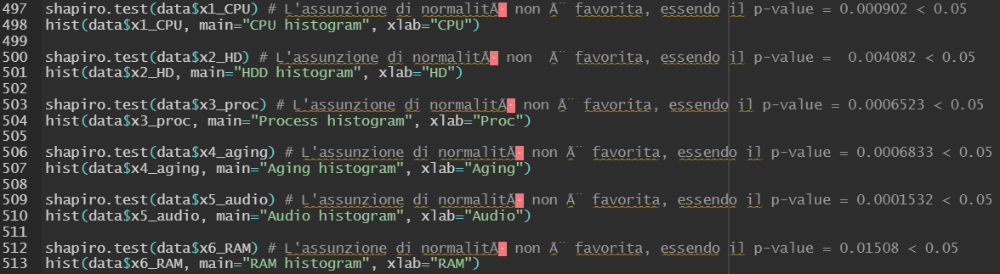 497 shapiro.test(data$x1_CPU) # L'assunzione di normalitÃ· non Ã¨ favorita, essendo il p-value = 0.000902 < 0.05
498 hist(data$x1_CPU, main="CPU histogram", xlab="CPU")
499
500 shapiro.test(data$x2_HD) # L'assunzione di normalitÃ· non  Ã¨ favorita, essendo il p-value =  0.004082 < 0.05
501 hist(data$x2_HD, main="HDD histogram", xlab="HD")
502
503 shapiro.test(data$x3_proc) # L'assunzione di normalitÃ· non Ã¨ favorita, essendo il p-value = 0.0006523 < 0.05
504 hist(data$x3_proc, main="Process histogram", xlab="Proc")
505
506 shapiro.test(data$x4_aging) # L'assunzione di normalitÃ· non Ã¨ favorita, essendo il p-value = 0.0006833 < 0.05
507 hist(data$x4_aging, main="Aging histogram", xlab="Aging")
508
509 shapiro.test(data$x5_audio) # L'assunzione di normalitÃ· non Ã¨ favorita, essendo il p-value = 0.0001532 < 0.05
510 hist(data$x5_audio, main="Audio histogram", xlab="Audio")
511
512 shapiro.test(data$x6_RAM) # L'assunzione di normalitÃ· non Ã¨ favorita, essendo il p-value = 0.01508 < 0.05
513 hist(data$x6_RAM, main="RAM histogram", xlab="RAM")